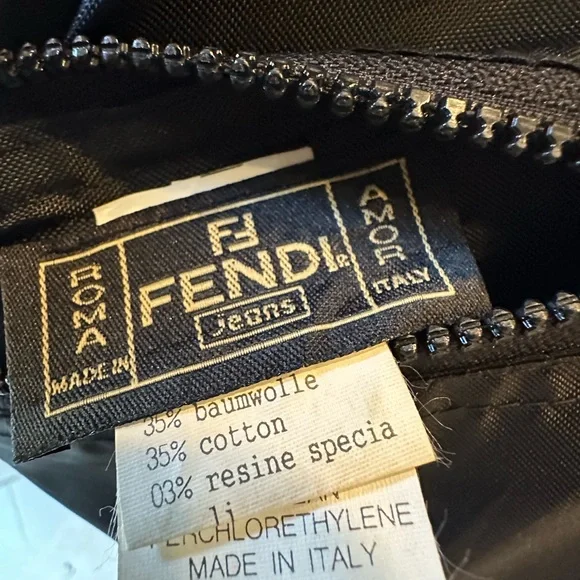 ROMA
MADE IN
FF
FENDI
jeans
AMOR
ITALY
35% baumwolle
35% cotton
03% resine specia
li
PERCHLORETHYLENE
MADE IN ITALY